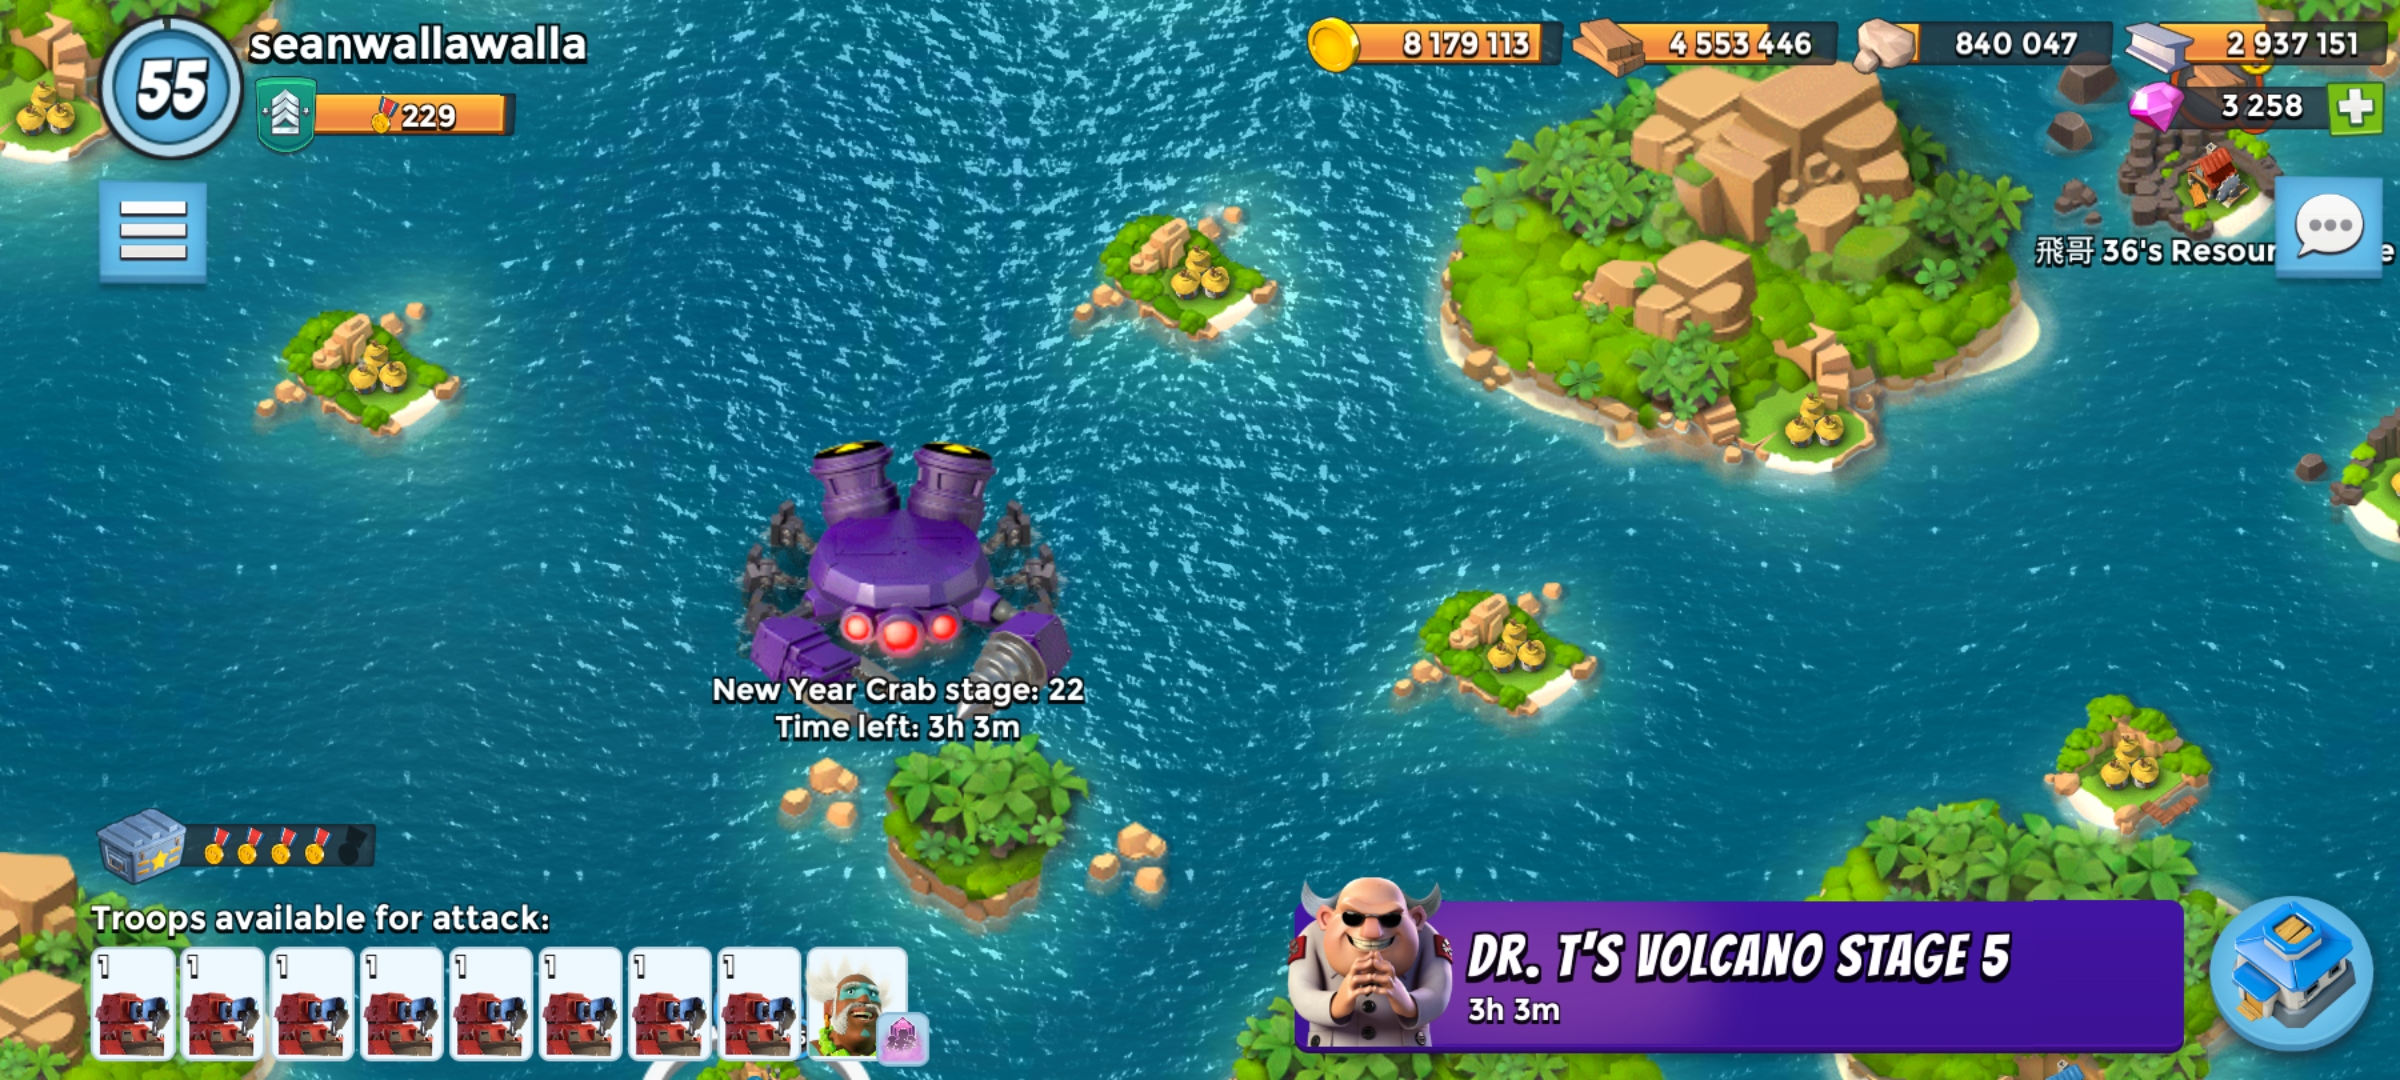 55
seanwallawalla
229
8 179 113
4 553 446
840 047
2 937 151
3 258
飛哥 36's
New Year Crab stage: 22
Time left: 3h 3m
Troops available for attack:
1 1 1 1 1 1 1 1
DR. T'S VOLCANO STAGE 5
3h 3m